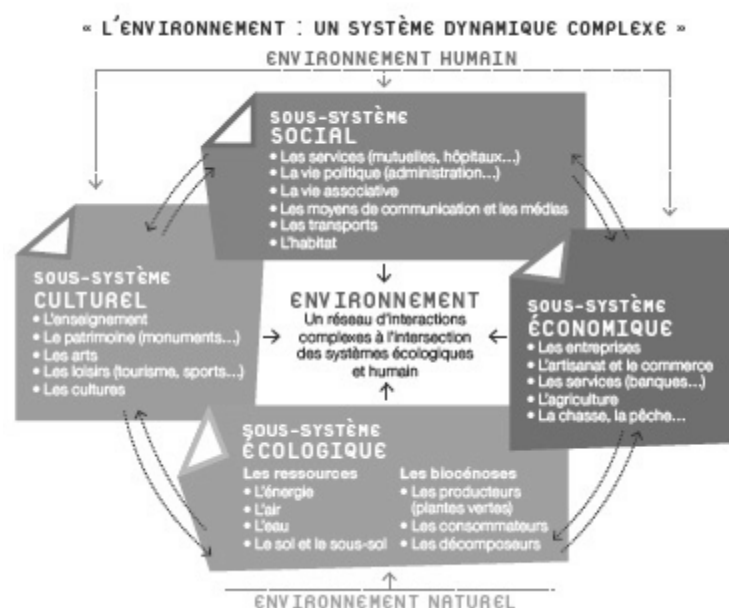 « L'ENVIRONNEMENT : UN SYSTÈME DYNAMIQUE COMPLEXE »
ENVIRONNEMENT HUMAIN
SOUS-SYSTÈME
SOCIAL
• Les services (mutuelles, hôpitaux...)
• La vie politique (administration...)
• La vie associative
• Les moyens de communication et les médias
• Les transports
• L'habitat
SOUS-SYSTÈME
CULTUREL
• L'enseignement
• Le patrimoine (monuments...)
• Les arts
• Les loisirs (tourisme, sports...)
• Les cultures
ENVIRONNEMENT
Un réseau d'interactions
complexes à l'intersection
des systèmes écologiques
et humain
SOUS-SYSTÈME
ÉCONOMIQUE
• Les entreprises
• L'artisanat et le commerce
• Les services (banques...)
• L'agriculture
• La chasse, la pêche...
SOUS-SYSTÈME
ÉCOLOGIQUE
Les ressources
• L'énergie
• L'air
• L'eau
• Le sol et le sous-sol
Les biocénoses
• Les producteurs
(plantes vertes)
• Les consommateurs
• Les décomposeurs
ENVIRONNEMENT NATUREL